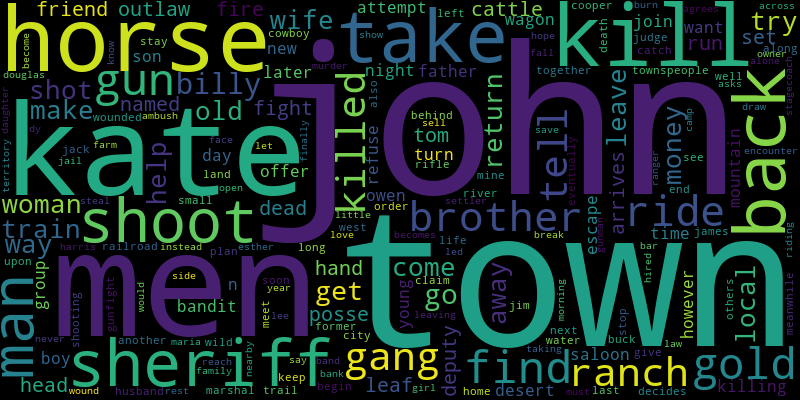 friend outlaw fire wife attempt left cattle cooper burn agrees across
horse take kill try
become know stay son cowboy new hope fall wagon join judge catch death want run set along owner
douglas shot gun billy later night show father murder together townspeople well alone asks stagecoach
daughter make named old fight killed also john leave draw back
wounded ambush behind sell return tell save money camp encounter
kate help face finally let refuse tom turn rifle mine eventually ranger see mountain
territory dy jack jail farm day land open offer river arrives end
woman steal small dead owen order little brother settler escape gunman ride
train shoot west time james riding
way harris railroad instead plan esther long love becomes life led break bar hired
upon group men side hand come away town however others local meanwhile
man shooting gunfight would bandit n soon year meet get claim go young jim morning stop
never another maria wild lee posse former city leaving next water buck law
boy sheriff reach family nearby say keep band gang taking saloon give gold
head wound husband rest marshal trail begin bank leaf girl deputy home find desert must last ranch decides killing